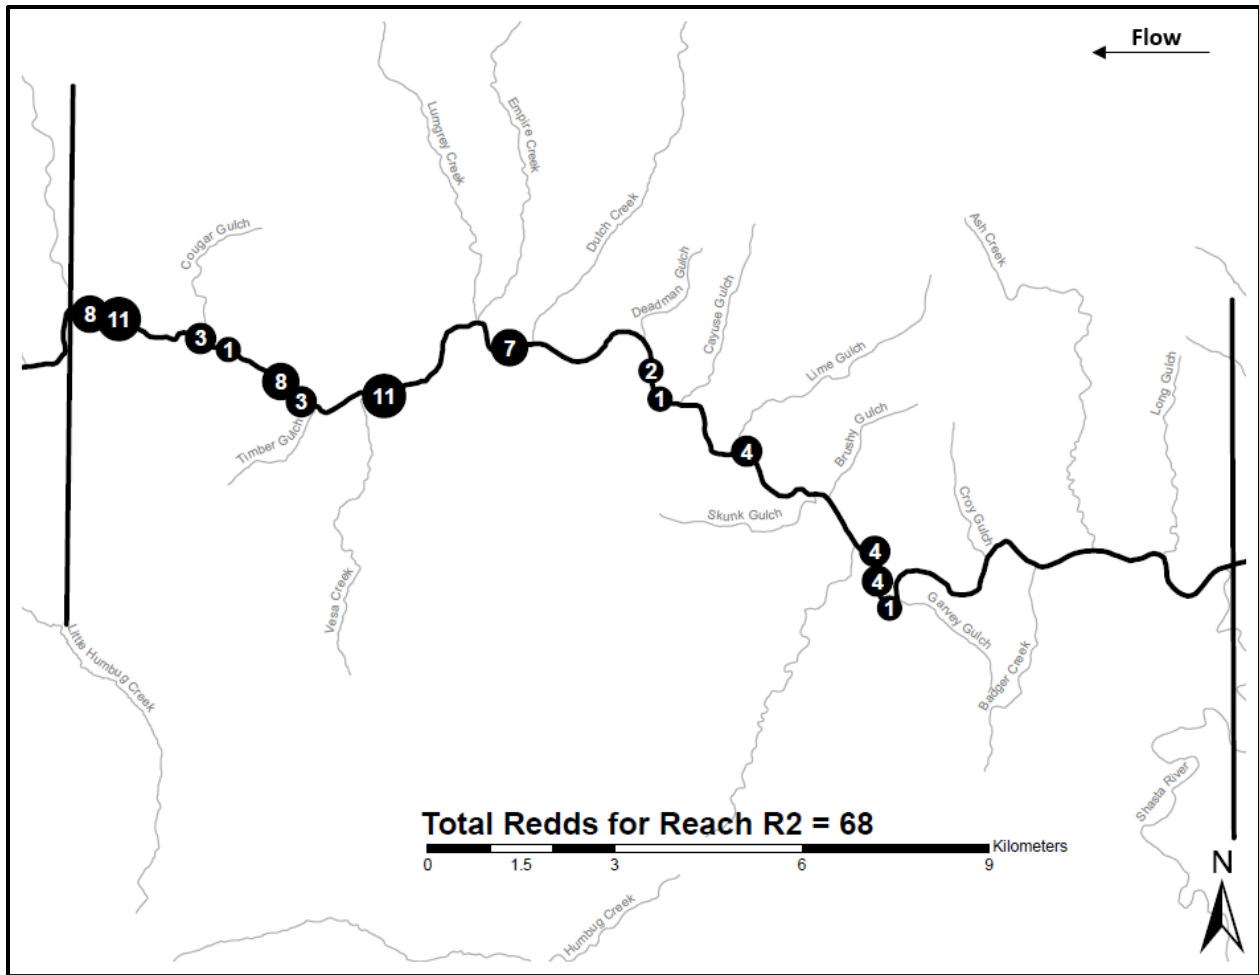 Flow
Lumgrey Creek
Empire Creek
Dutch Creek
Cougar Gulch
Ash Creek
Deadman Gulch
Cayuse Gulch
8
11
3
1
8
3
11
7
2
1
Lime Gulch
Long Gulch
Timber Gulch
4
Brushy Gulch
Skunk Gulch
Croy Gulch
4
4
1
Vesa Creek
Garvey Gulch
Badger Creek
Little Humbug Creek
Shasta River
Total Redds for Reach R2 = 68
Kilometers
0 1.5 3 6 9
N
Humbug Creek